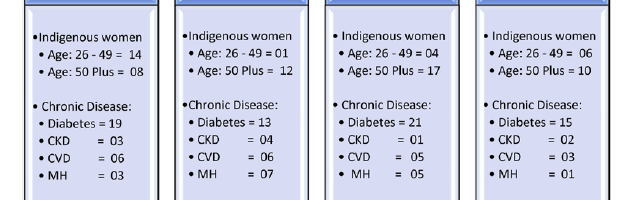 •Indigenous women
• Age: 26 - 49 = 14
• Age: 50 Plus = 08
• Chronic Disease:
• Diabetes = 19
• CKD = 03
• CVD = 06
• MH = 03
•Indigenous women
• Age: 26 - 49 = 01
• Age: 50 Plus = 12
•Chronic Disease:
• Diabetes = 13
• CKD = 04
• CVD = 06
• MH = 07
• Indigenous women
• Age: 26 - 49 = 04
• Age: 50 Plus = 17
• Chronic Disease:
• Diabetes = 21
• CKD = 01
• CVD = 05
• MH = 05
• Indigenous women
• Age: 26 - 49 = 06
• Age: 50 Plus = 10
• Chronic Disease:
• Diabetes = 15
• CKD = 02
• CVD = 03
• MH = 01